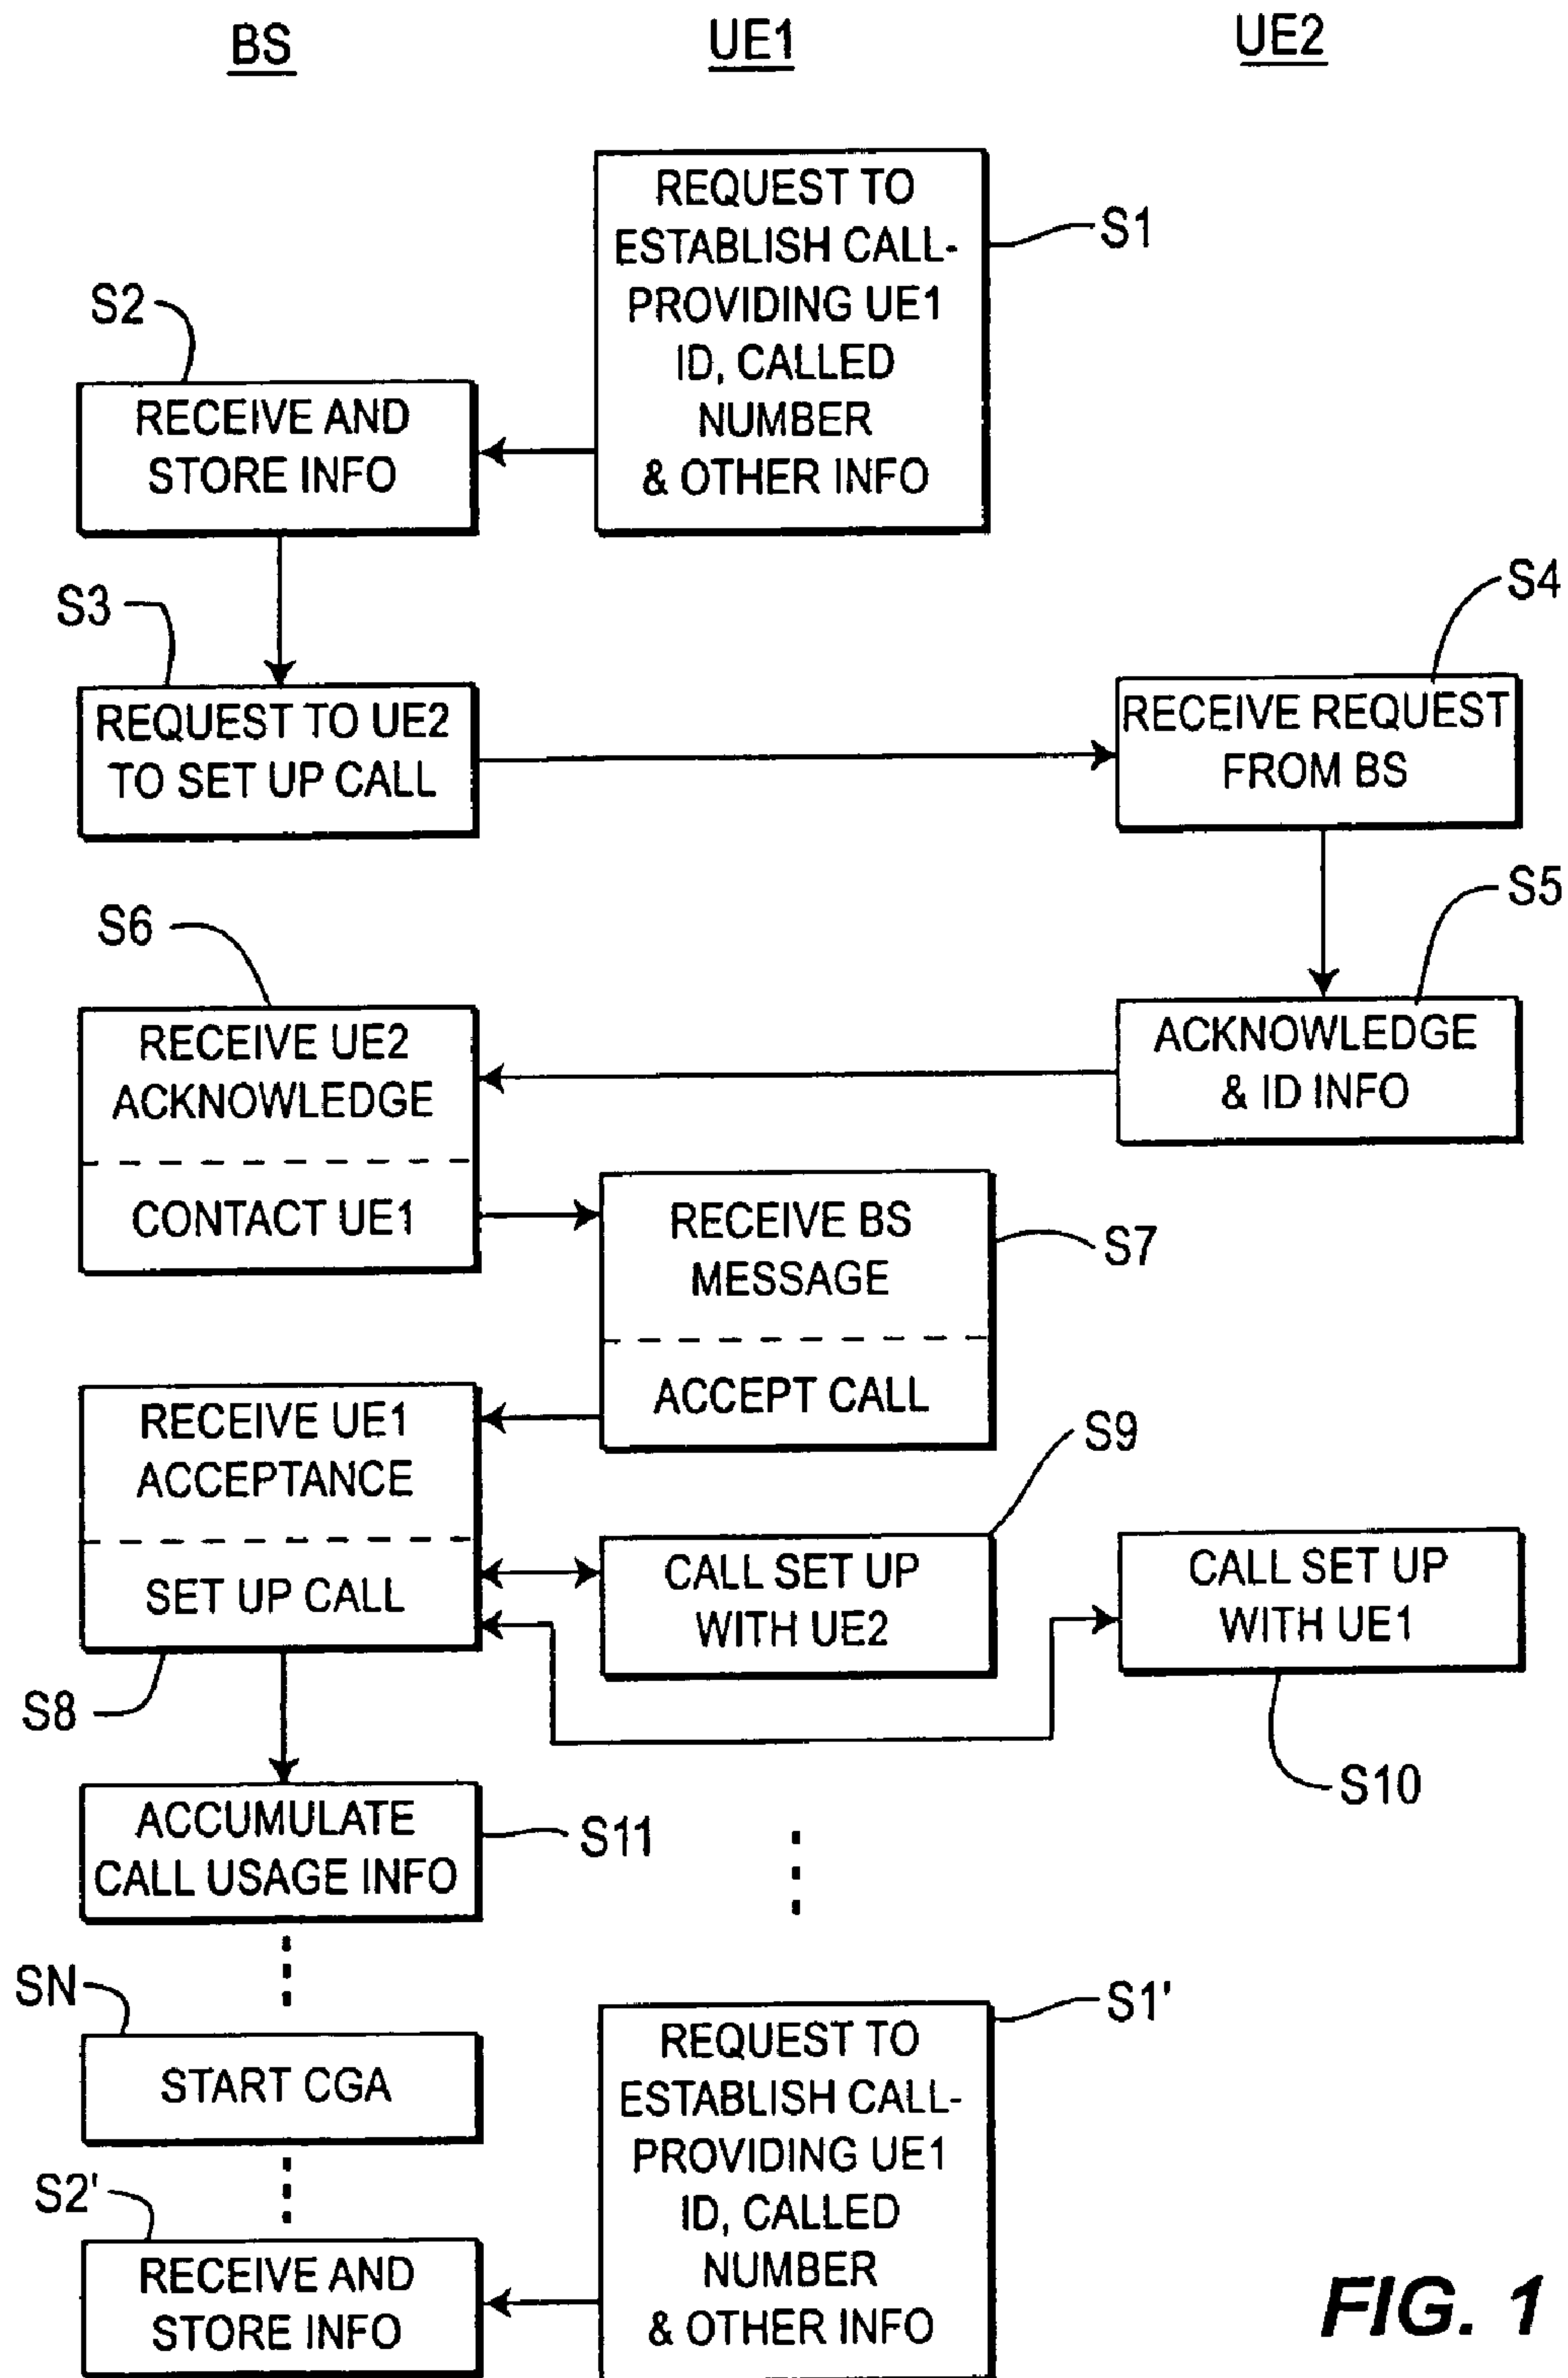 BS
UE1
UE2
REQUEST TO
ESTABLISH CALL-
PROVIDING UE1
ID, CALLED
NUMBER
& OTHER INFO
S1
S2
RECEIVE AND
STORE INFO
S3
REQUEST TO UE2
TO SET UP CALL
S4
RECEIVE REQUEST
FROM BS
S5
ACKNOWLEDGE
& ID INFO
S6
RECEIVE UE2
ACKNOWLEDGE
CONTACT UE1
RECEIVE BS
MESSAGE
ACCEPT CALL
S7
RECEIVE UE1
ACCEPTANCE
SET UP CALL
S8
S9
CALL SET UP
WITH UE2
CALL SET UP
WITH UE1
S10
ACCUMULATE
CALL USAGE INFO
S11
SN
START CGA
S1'
REQUEST TO
ESTABLISH CALL-
PROVIDING UE1
ID, CALLED
NUMBER
& OTHER INFO
S2'
RECEIVE AND
STORE INFO
FIG. 1